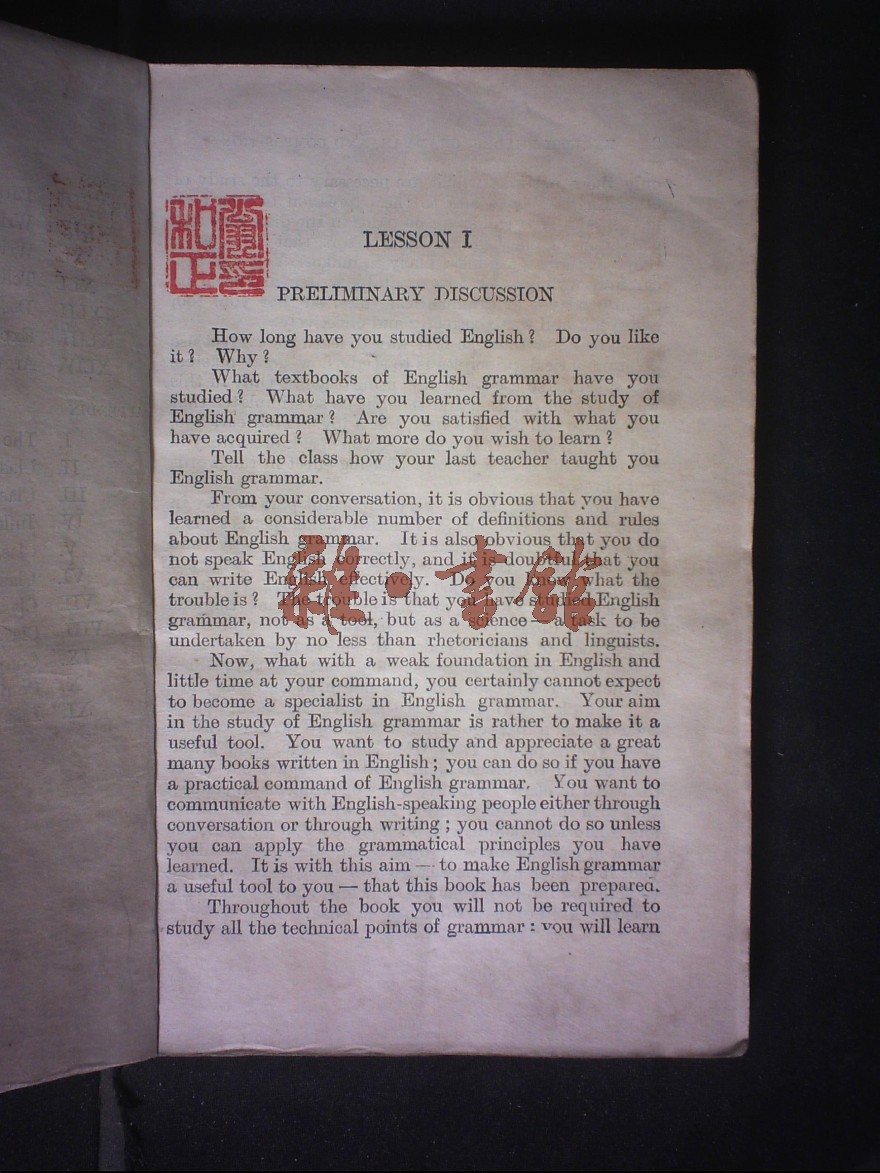 LESSON I
PRELIMINARY DISCUSSION
How long have you studied English? Do you like
it? Why?
What textbooks of English grammar have you
studied? What have you learned from the study of
English grammar? Are you satisfied with what you
have acquired? What more do you wish to learn?
Tell the class how your last teacher taught you
English grammar.
From your conversation, it is obvious that you have
learned a considerable number of definitions and rules
about English grammar. It is also obvious that you do
not speak English correctly, and it is doubtful that you
can write English effectively. Do you know what the
trouble is? The trouble is that you have studied English
grammar, not as a tool, but as a science — a task to be
undertaken by no less than rhetoricians and linguists.
Now, what with a weak foundation in English and
little time at your command, you certainly cannot expect
to become a specialist in English grammar. Your aim
in the study of English grammar is rather to make it a
useful tool. You want to study and appreciate a great
many books written in English; you can do so if you have
a practical command of English grammar. You want to
communicate with English-speaking people either through
conversation or through writing; you cannot do so unless
you can apply the grammatical principles you have
learned. It is with this aim — to make English grammar
a useful tool to you — that this book has been prepared.
Throughout the book you will not be required to
study all the technical points of grammar: you will learn